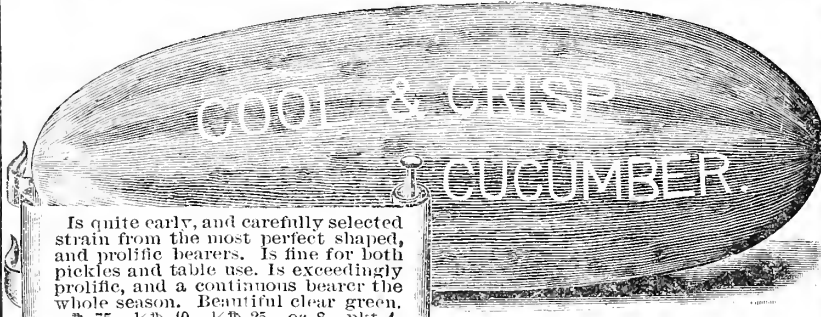 COOL & CRISP
CUCUMBER.
Is quite early, and carefully selected
strain from the most perfect shaped,
and prolific bearers. Is fine for both
pickles and table use. Is exceedingly
prolific, and a continuous bearer the
whole season. Beautiful clear green.